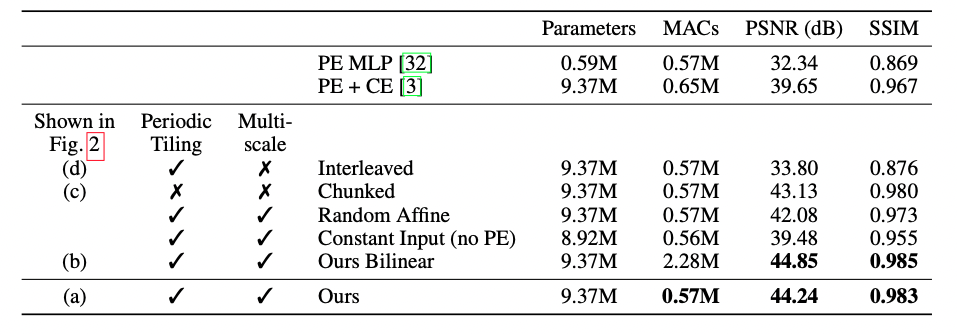 Parameters MACs PSNR (dB) SSIM
PE MLP [32] 0.59M 0.57M 32.34 0.869
PE + CE [3] 9.37M 0.65M 39.65 0.967
Shown in Periodic Multi-
Fig. 2 Tiling scale
(d) ✓ ✗ Interleaved 9.37M 0.57M 33.80 0.876
(c) ✗ ✗ Chunked 9.37M 0.57M 43.13 0.980
✓ ✓ Random Affine 9.37M 0.57M 42.08 0.973
✓ ✓ Constant Input (no PE) 8.92M 0.56M 39.48 0.955
(b) ✓ ✓ Ours Bilinear 9.37M 2.28M 44.85 0.985
(a) ✓ ✓ Ours 9.37M 0.57M 44.24 0.983